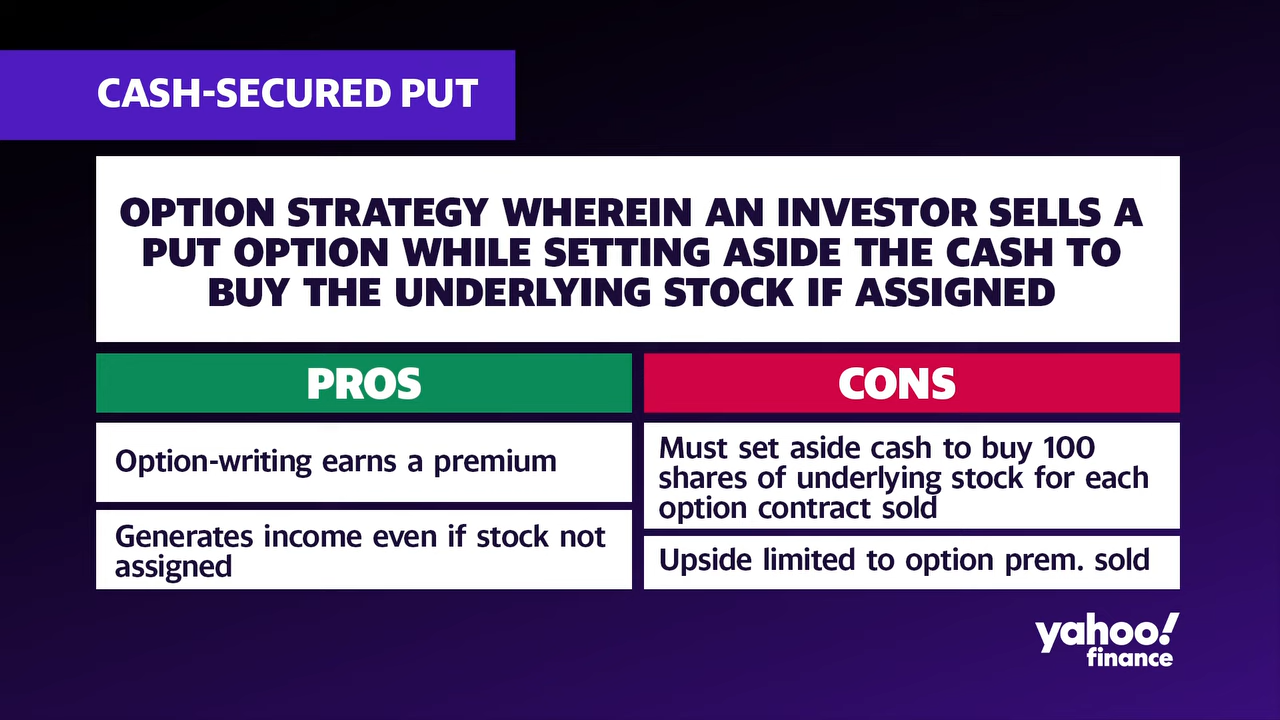 CASH-SECURED PUT
OPTION STRATEGY WHEREIN AN INVESTOR SELLS A
PUT OPTION WHILE SETTING ASIDE THE CASH TO
BUY THE UNDERLYING STOCK IF ASSIGNED
PROS
Option-writing earns a premium
Generates income even if stock not
assigned
CONS
Must set aside cash to buy 100
shares of underlying stock for each
option contract sold
Upside limited to option prem. sold
yahoo!
finance